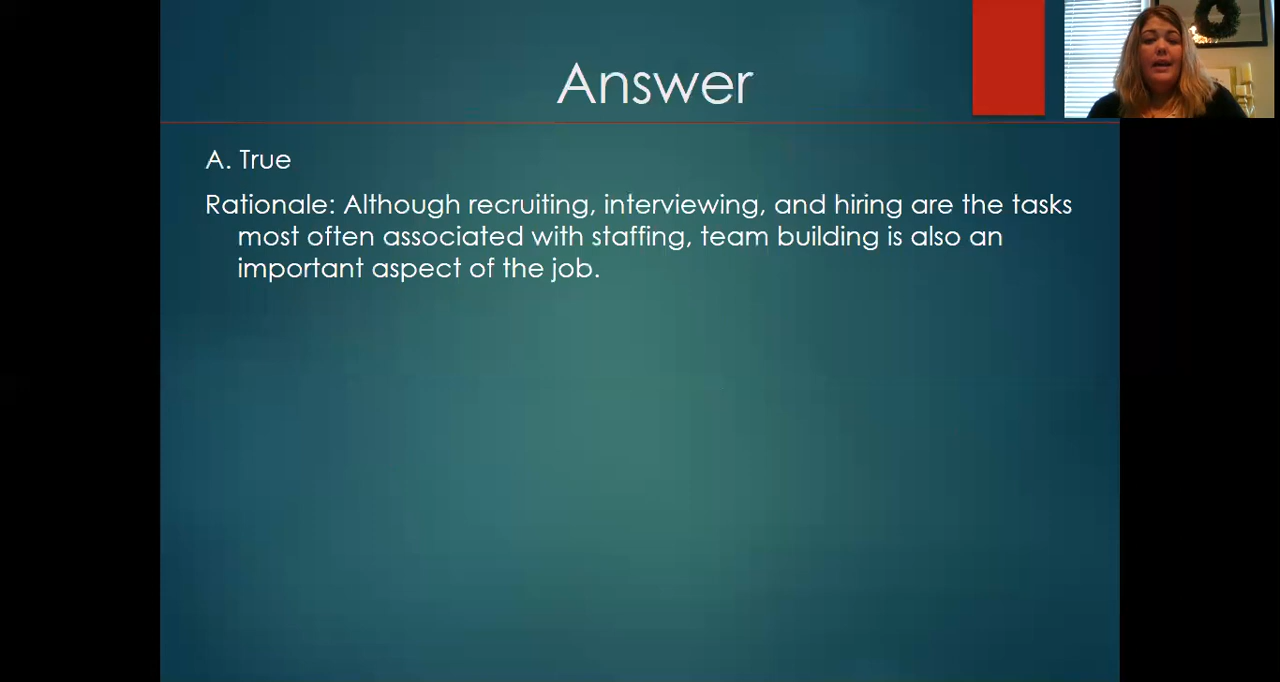 Answer
A. True
Rationale: Although recruiting, interviewing, and hiring are the tasks
most often associated with staffing, team building is also an
important aspect of the job.